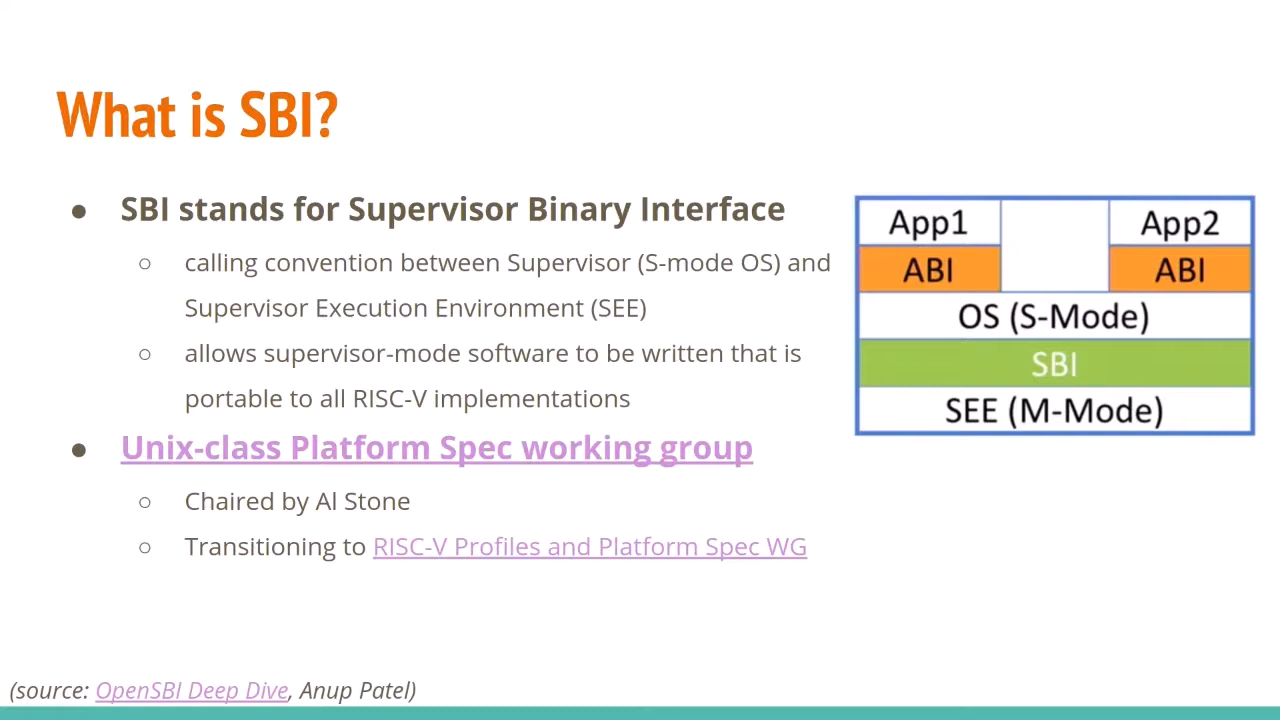 What is SBI?
● SBI stands for Supervisor Binary Interface
○ calling convention between Supervisor (S-mode OS) and
Supervisor Execution Environment (SEE)
○ allows supervisor-mode software to be written that is
portable to all RISC-V implementations
● Unix-class Platform Spec working group
○ Chaired by Al Stone
○ Transitioning to RISC-V Profiles and Platform Spec WG
App1 App2
ABI ABI
OS (S-Mode)
SBI
SEE (M-Mode)
(source: OpenSBI Deep Dive, Anup Patel)